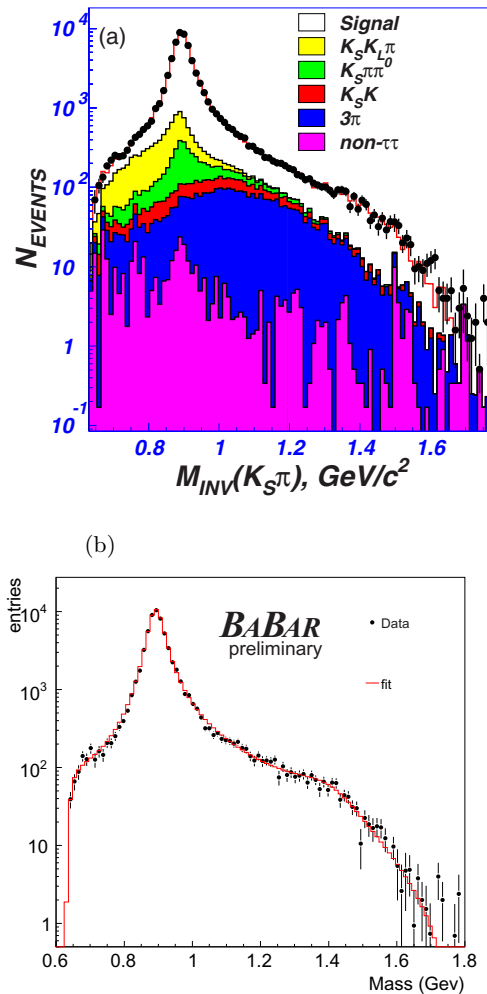 (a)
Signal
K_S K_L π
K_S ππ^0
K_S K
3π
non-ττ
N_EVENTS
10^4
10^3
10^2
10
1
10^-1
0.8 1 1.2 1.4 1.6
M_INV(K_S π), GeV/c^2
(b)
entries
10^4
10^3
10^2
10
1
BABAR
preliminary
Data
fit
0.6 0.8 1 1.2 1.4 1.6 1.8
Mass (Gev)